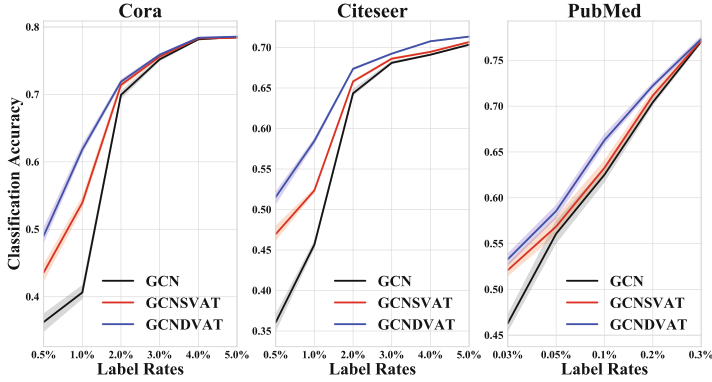 Cora
Citeseer
PubMed
Classification Accuracy
0.8
0.7
0.6
0.5
0.4
GCN
GCNSVAT
GCNDVAT
0.5% 1.0% 2.0% 3.0% 4.0% 5.0%
Label Rates
0.70
0.65
0.60
0.55
0.50
0.45
0.40
0.35
GCN
GCNSVAT
GCNDVAT
0.5% 1.0% 2.0% 3.0% 4.0% 5.0%
Label Rates
0.75
0.70
0.65
0.60
0.55
0.50
0.45
GCN
GCNSVAT
GCNDVAT
0.03% 0.05% 0.1% 0.2% 0.3%
Label Rates